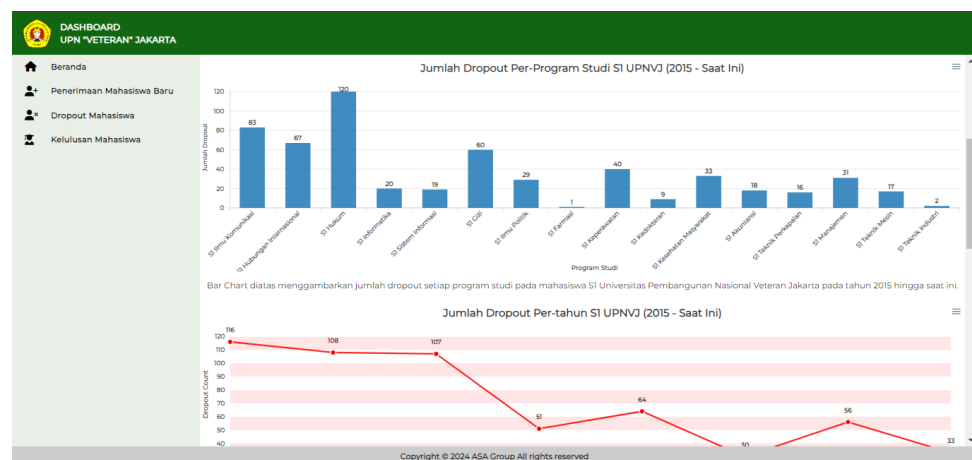 DASHBOARD
UPN "VETERAN" JAKARTA
Beranda
Penerimaan Mahasiswa Baru
Dropout Mahasiswa
Kelulusan Mahasiswa
Jumlah Dropout Per-Program Studi S1 UPNVJ (2015 - Saat Ini)
Jumlah Dropout
120
100
80
60
40
20
0
83
67
120
20
19
60
29
1
40
9
33
18
16
31
17
2
S1 Ilmu Komunikasi
S1 Hubungan Internasional
S1 Hukum
S1 Informatika
S1 Sistem Informasi
S1 Gizi
S1 Ilmu Politik
S1 Farmasi
S1 Keperawatan
S1 Kedokteran
S1 Kesehatan Masyarakat
S1 Akuntansi
S1 Teknik Perkapalan
S1 Manajemen
S1 Teknik Mesin
S1 Teknik Industri
Program Studi
Bar Chart diatas menggambarkan jumlah dropout setiap program studi pada mahasiswa S1 Universitas Pembangunan Nasional Veteran Jakarta pada tahun 2015 hingga saat ini.
Jumlah Dropout Per-tahun S1 UPNVJ (2015 - Saat Ini)
Dropout Count
120
110
100
90
80
70
60
50
40
116
108
107
51
64
30
56
33
Copyright © 2024 ASA Group All rights reserved